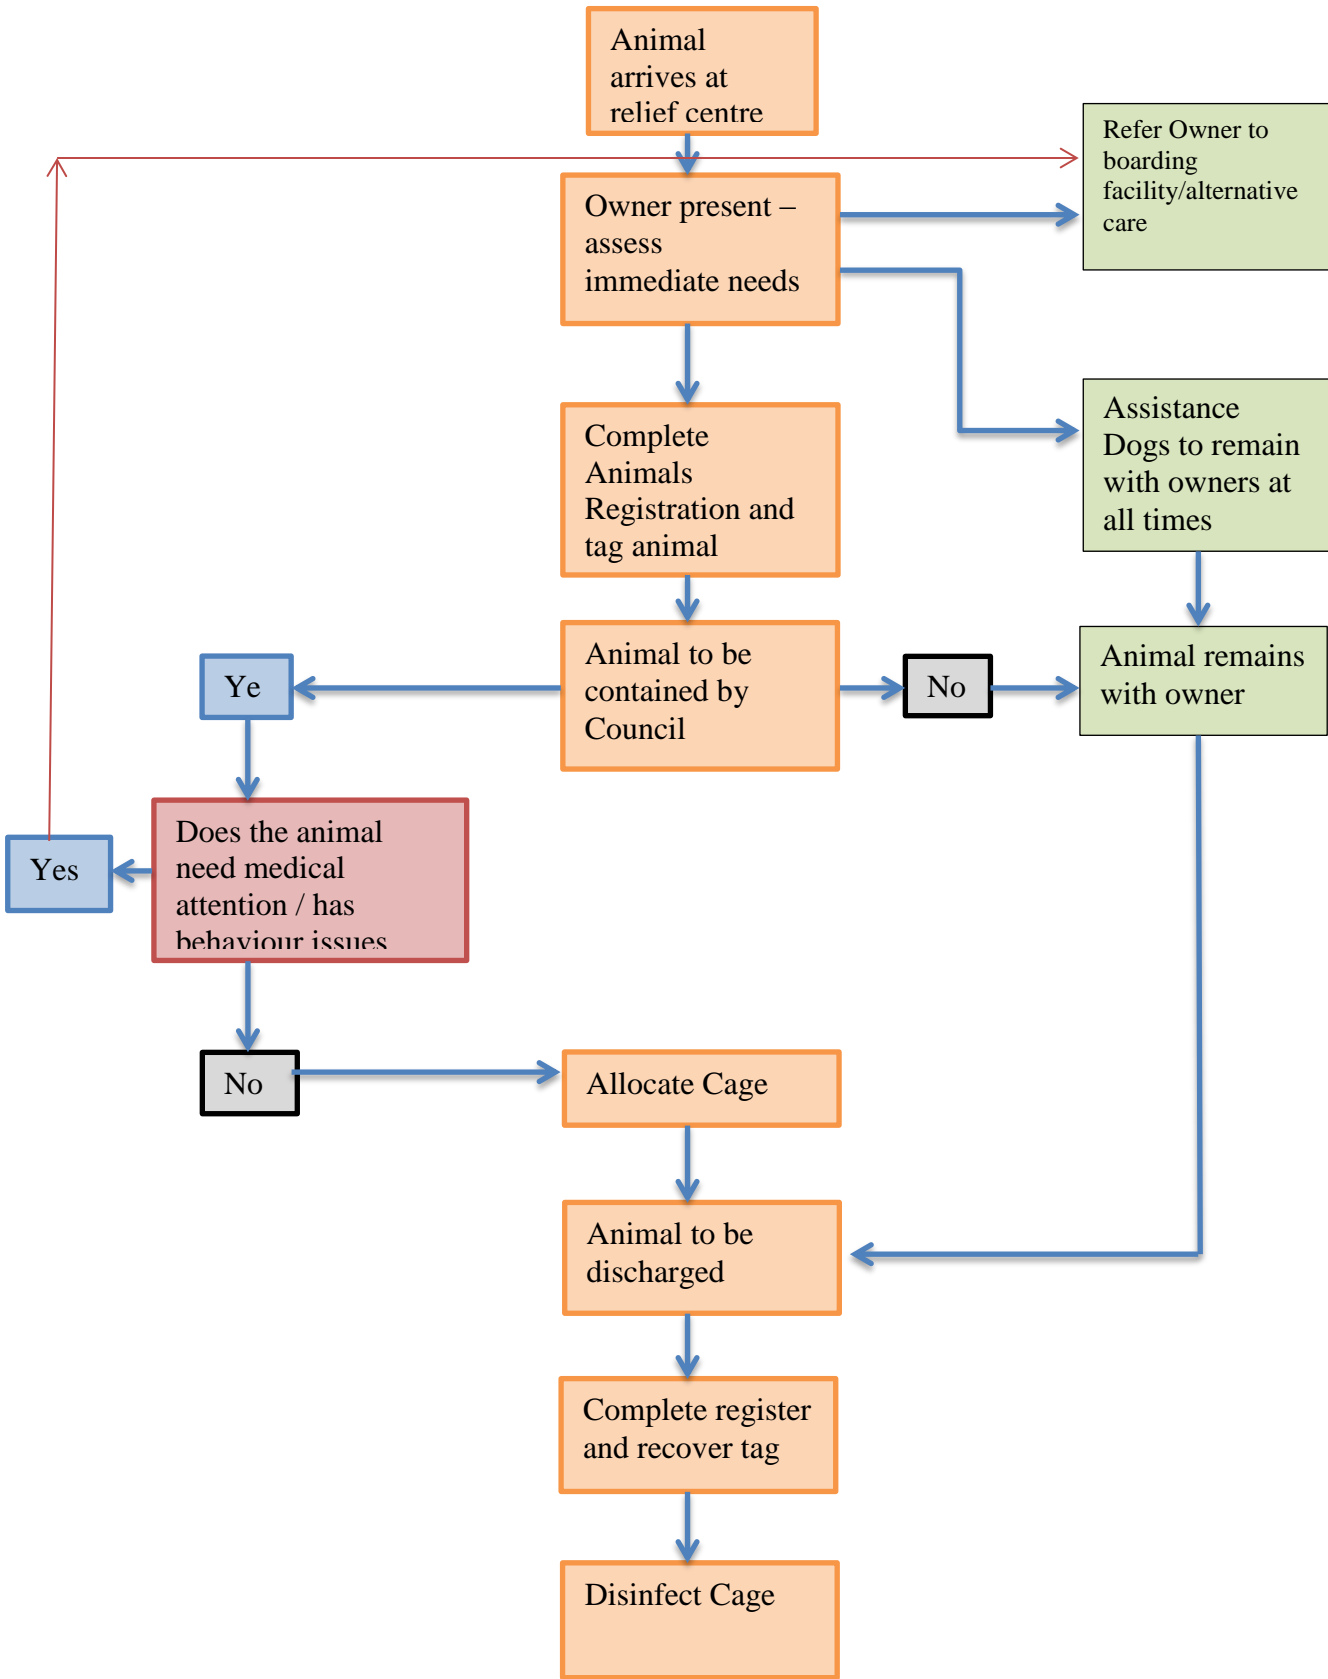 Animal
arrives at
relief centre
Refer Owner to
boarding
facility/alternative
care
Owner present –
assess
immediate needs
Assistance
Dogs to remain
with owners at
all times
Complete
Animals
Registration and
tag animal
Ye
Animal to be
contained by
Council
No
Animal remains
with owner
Yes
Does the animal
need medical
attention / has
behaviour issues
No
Allocate Cage
Animal to be
discharged
Complete register
and recover tag
Disinfect Cage